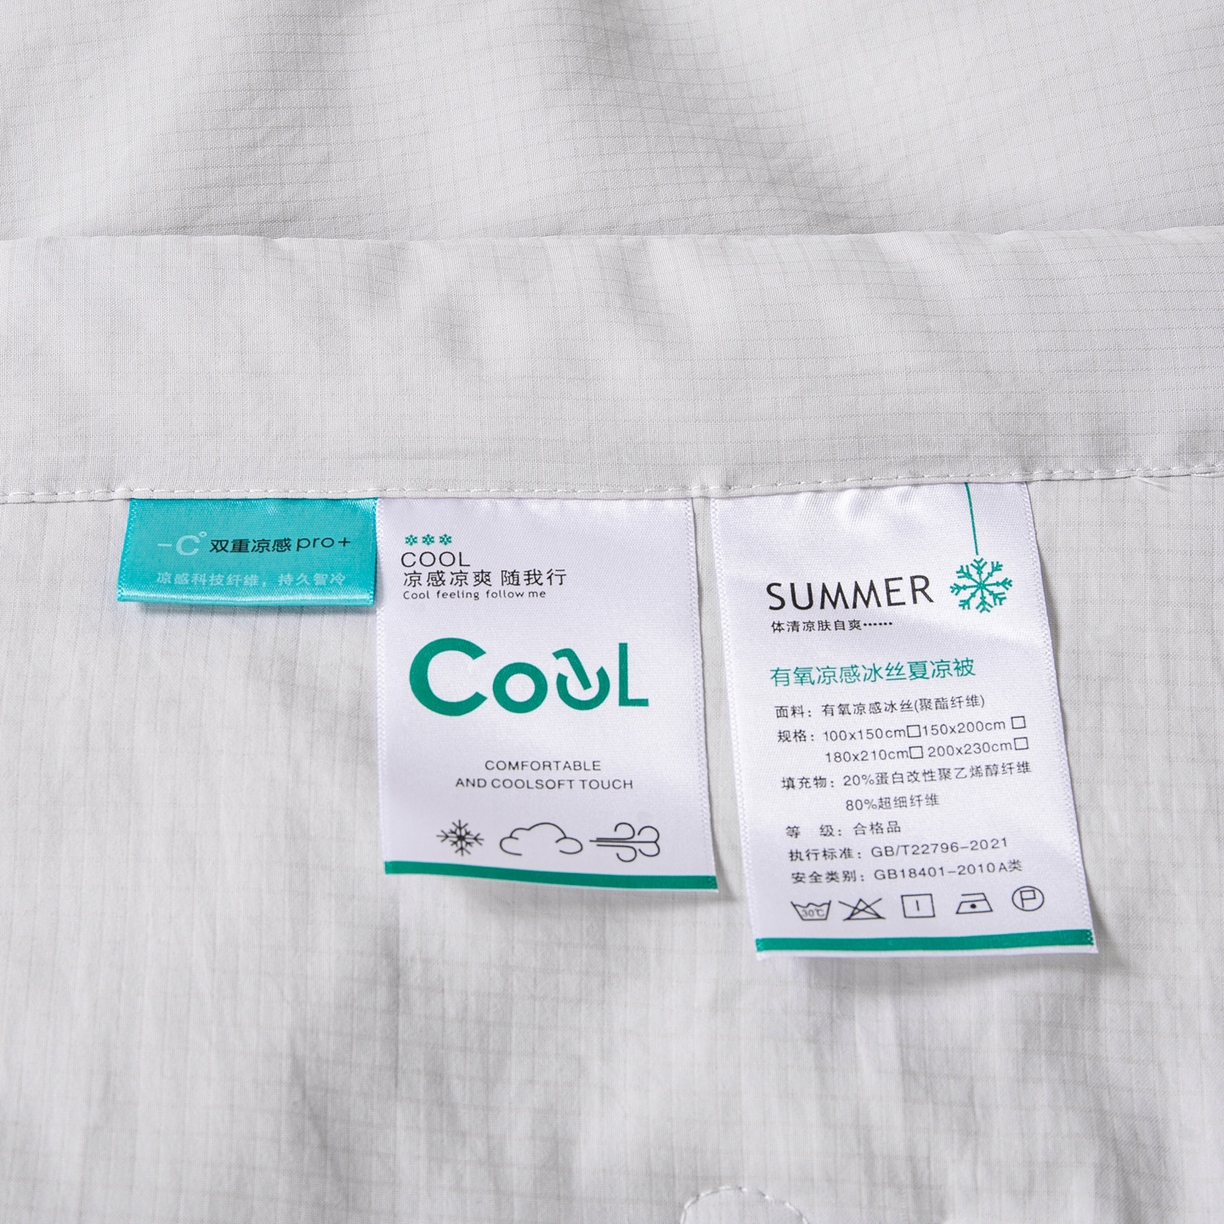 -C° 双重凉感 pro+
凉感科技纤维，持久智冷
COOL
凉感凉爽 随我行
Cool feeling follow me
COOL
COMFORTABLE
AND COOLSOFT TOUCH
SUMMER
体清凉肤自爽……
有氧凉感冰丝夏凉被
面料：有氧凉感冰丝(聚酯纤维)
规格：100x150cm□150x200cm□
180x210cm□200x230cm□
填充物：20%蛋白改性聚乙烯醇纤维
80%超细纤维
等 级：合格品
执行标准：GB/T22796-2021
安全类别：GB18401-2010A类
30℃
P